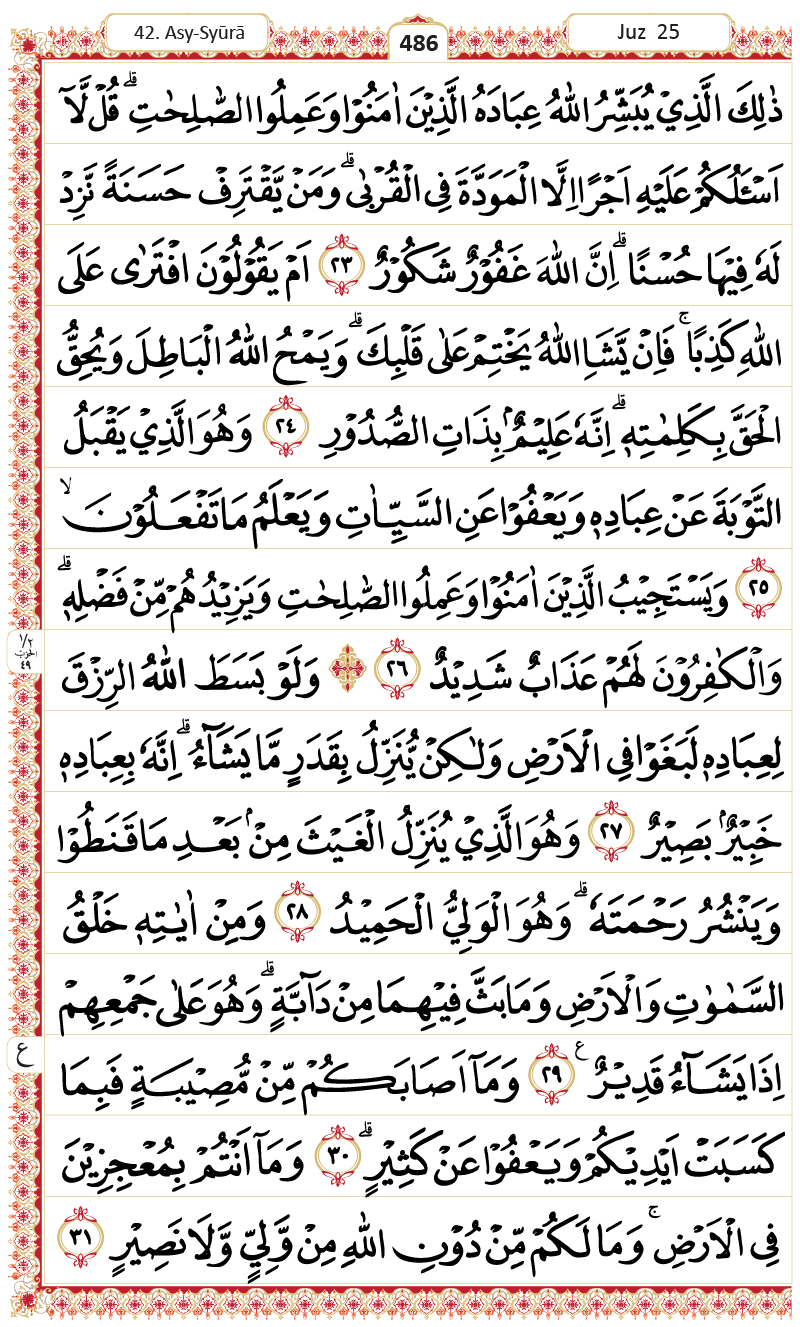 42. Asy-Syūrā
486
Juz 25
ذٰلِكَ الَّذِيْ يُبَشِّرُ اللّٰهُ عِبَادَهُ الَّذِيْنَ اٰمَنُوْا وَعَمِلُوا الصّٰلِحٰتِۗ قُلْ لَّآ
اَسْـَٔلُكُمْ عَلَيْهِ اَجْرًا اِلَّا الْمَوَدَّةَ فِى الْقُرْبٰىۗ وَمَنْ يَّقْتَرِفْ حَسَنَةً نَّزِدْ
لَهٗ فِيْهَا حُسْنًاۗ اِنَّ اللّٰهَ غَفُوْرٌ شَكُوْرٌ ٢٣ اَمْ يَقُوْلُوْنَ افْتَرٰى عَلَى
اللّٰهِ كَذِبًاۚ فَاِنْ يَّشَاِ اللّٰهُ يَخْتِمْ عَلٰى قَلْبِكَۗ وَيَمْحُ اللّٰهُ الْبَاطِلَ وَيُحِقُّ
الْحَقَّ بِكَلِمٰتِهٖۗ اِنَّهٗ عَلِيْمٌ ۢبِذَاتِ الصُّدُوْرِ ٢٤ وَهُوَ الَّذِيْ يَقْبَلُ
التَّوْبَةَ عَنْ عِبَادِهٖ وَيَعْفُوْا عَنِ السَّيِّاٰتِ وَيَعْلَمُ مَا تَفْعَلُوْنَۙ
٢٥ وَيَسْتَجِيْبُ الَّذِيْنَ اٰمَنُوْا وَعَمِلُوا الصّٰلِحٰتِ وَيَزِيْدُهُمْ مِّنْ فَضْلِهٖۗ
١/٢
الحزب
٤٩
وَالْكٰفِرُوْنَ لَهُمْ عَذَابٌ شَدِيْدٌ ٢٦ وَلَوْ بَسَطَ اللّٰهُ الرِّزْقَ
لِعِبَادِهٖ لَبَغَوْا فِى الْاَرْضِ وَلٰكِنْ يُّنَزِّلُ بِقَدَرٍ مَّا يَشَاۤءُۗ اِنَّهٗ بِعِبَادِهٖ
خَبِيْرٌۢ بَصِيْرٌ ٢٧ وَهُوَ الَّذِيْ يُنَزِّلُ الْغَيْثَ مِنْۢ بَعْدِ مَا قَنَطُوْا
وَيَنْشُرُ رَحْمَتَهٗۗ وَهُوَ الْوَلِيُّ الْحَمِيْدُ ٢٨ وَمِنْ اٰيٰتِهٖ خَلْقُ
السَّمٰوٰتِ وَالْاَرْضِ وَمَا بَثَّ فِيْهِمَا مِنْ دَاۤبَّةٍۗ وَهُوَ عَلٰى جَمْعِهِمْ
ع
اِذَا يَشَاۤءُ قَدِيْرٌ ࣖ ٢٩ وَمَآ اَصَابَكُمْ مِّنْ مُّصِيْبَةٍ فَبِمَا
كَسَبَتْ اَيْدِيْكُمْ وَيَعْفُوْا عَنْ كَثِيْرٍۗ ٣٠ وَمَآ اَنْتُمْ بِمُعْجِزِيْنَ
فِى الْاَرْضِۚ وَمَا لَكُمْ مِّنْ دُوْنِ اللّٰهِ مِنْ وَّلِيٍّ وَّلَا نَصِيْرٍ ٣١